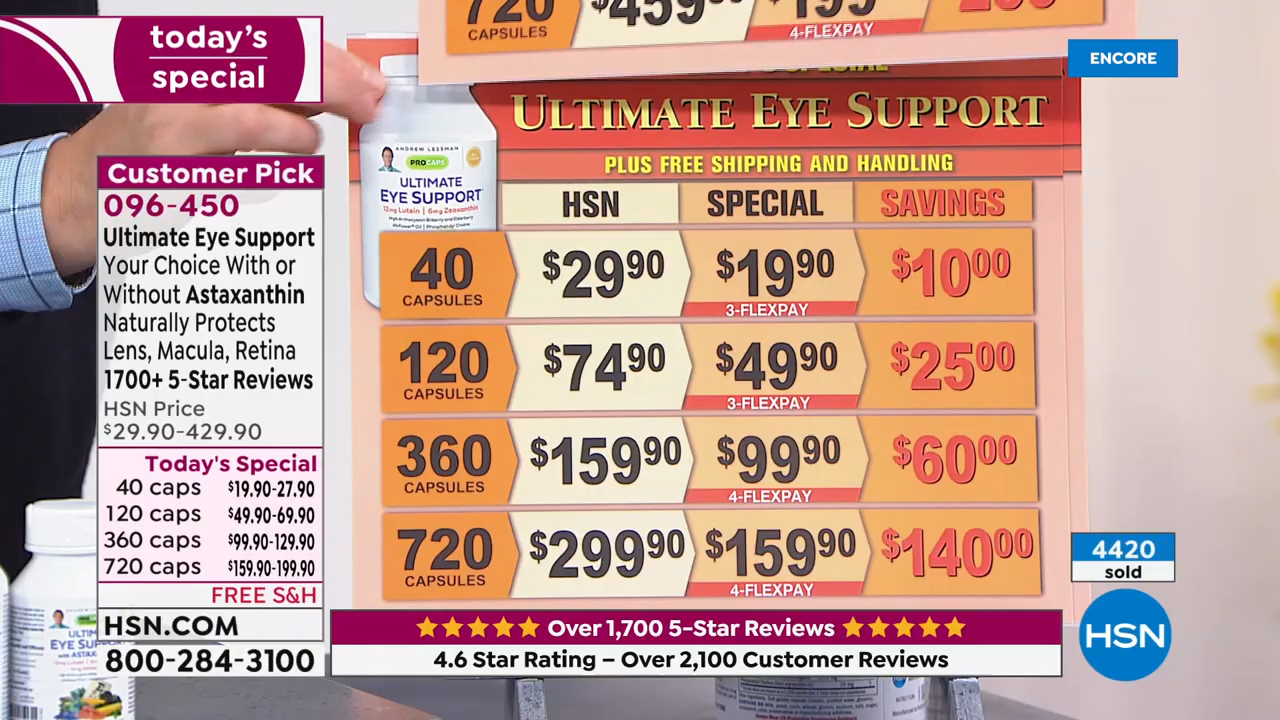 today's
special
Customer Pick
096-450
Ultimate Eye Support
Your Choice With or
Without Astaxanthin
Naturally Protects
Lens, Macula, Retina
1700+ 5-Star Reviews
HSN Price
$29.90-429.90
Today's Special
40 caps $19.90-27.90
120 caps $49.90-69.90
360 caps $99.90-129.90
720 caps $159.90-199.90
FREE S&H
HSN.COM
800-284-3100
720
CAPSULES
4-FLEXPAY
ENCORE
ULTIMATE EYE SUPPORT
PLUS FREE SHIPPING AND HANDLING
HSN SPECIAL SAVINGS
40 CAPSULES $29.90 $19.90 $10.00
3-FLEXPAY
120 CAPSULES $74.90 $49.90 $25.00
3-FLEXPAY
360 CAPSULES $159.90 $99.90 $60.00
4-FLEXPAY
720 CAPSULES $299.90 $159.90 $140.00
4-FLEXPAY
ANDREW LESSMAN
PROCAPS
ULTIMATE
EYE SUPPORT
12mg Lutein | 6mg Zeaxanthin
4420
sold
HSN
Over 1,700 5-Star Reviews
4.6 Star Rating – Over 2,100 Customer Reviews